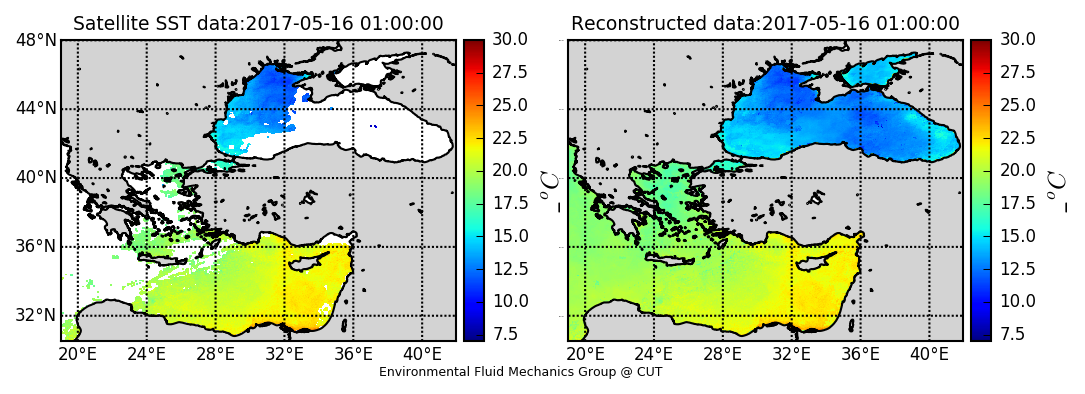 Satellite SST data:2017-05-16 01:00:00
Reconstructed data:2017-05-16 01:00:00
48°N
44°N
40°N
36°N
32°N
20°E 24°E 28°E 32°E 36°E 40°E
30.0
27.5
25.0
22.5
20.0
17.5
15.0
12.5
10.0
7.5
_°C
20°E 24°E 28°E 32°E 36°E 40°E
30.0
27.5
25.0
22.5
20.0
17.5
15.0
12.5
10.0
7.5
_°C
Environmental Fluid Mechanics Group @ CUT